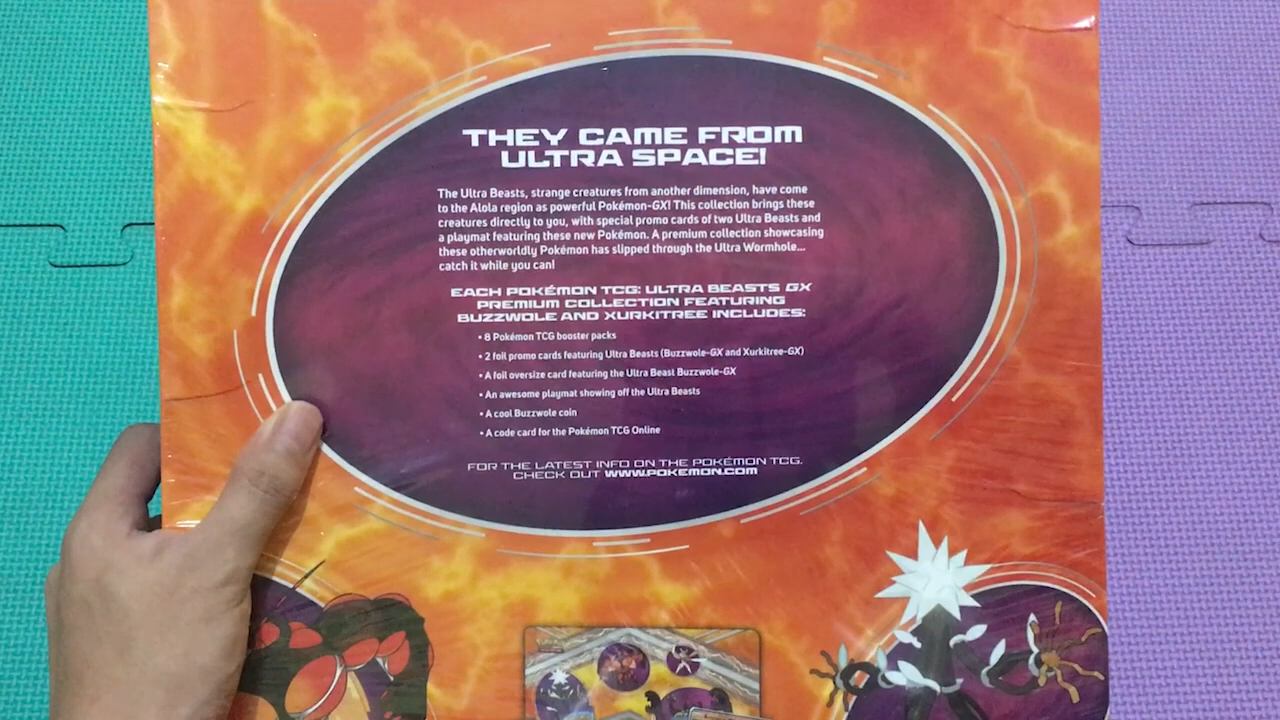 THEY CAME FROM
ULTRA SPACE!
The Ultra Beasts, strange creatures from another dimension, have come
to the Alola region as powerful Pokémon-GX! This collection brings these
creatures directly to you, with special promo cards of two Ultra Beasts and
a playmat featuring these new Pokémon. A premium collection showcasing
these otherworldly Pokémon has slipped through the Ultra Wormhole...
catch it while you can!
EACH POKÉMON TCG: ULTRA BEASTS GX
PREMIUM COLLECTION FEATURING
BUZZWOLE AND XURKITREE INCLUDES:
• 8 Pokémon TCG booster packs
• 2 foil promo cards featuring Ultra Beasts (Buzzwole-GX and Xurkitree-GX)
• A foil oversize card featuring the Ultra Beast Buzzwole-GX
• An awesome playmat showing off the Ultra Beasts
• A cool Buzzwole coin
• A code card for the Pokémon TCG Online
FOR THE LATEST INFO ON THE POKÉMON TCG,
CHECK OUT WWW.POKEMON.COM